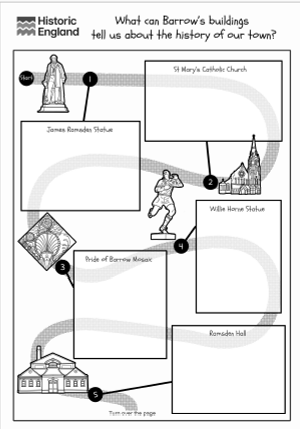 Historic
England
What can Barrow's buildings
tell us about the history of our town?
Start
1
St Mary's Catholic Church
James Ramsden Statue
2
Willie Horne Statue
4
Pride of Barrow Mosaic
3
Ramsden Hall
5
Turn over the page